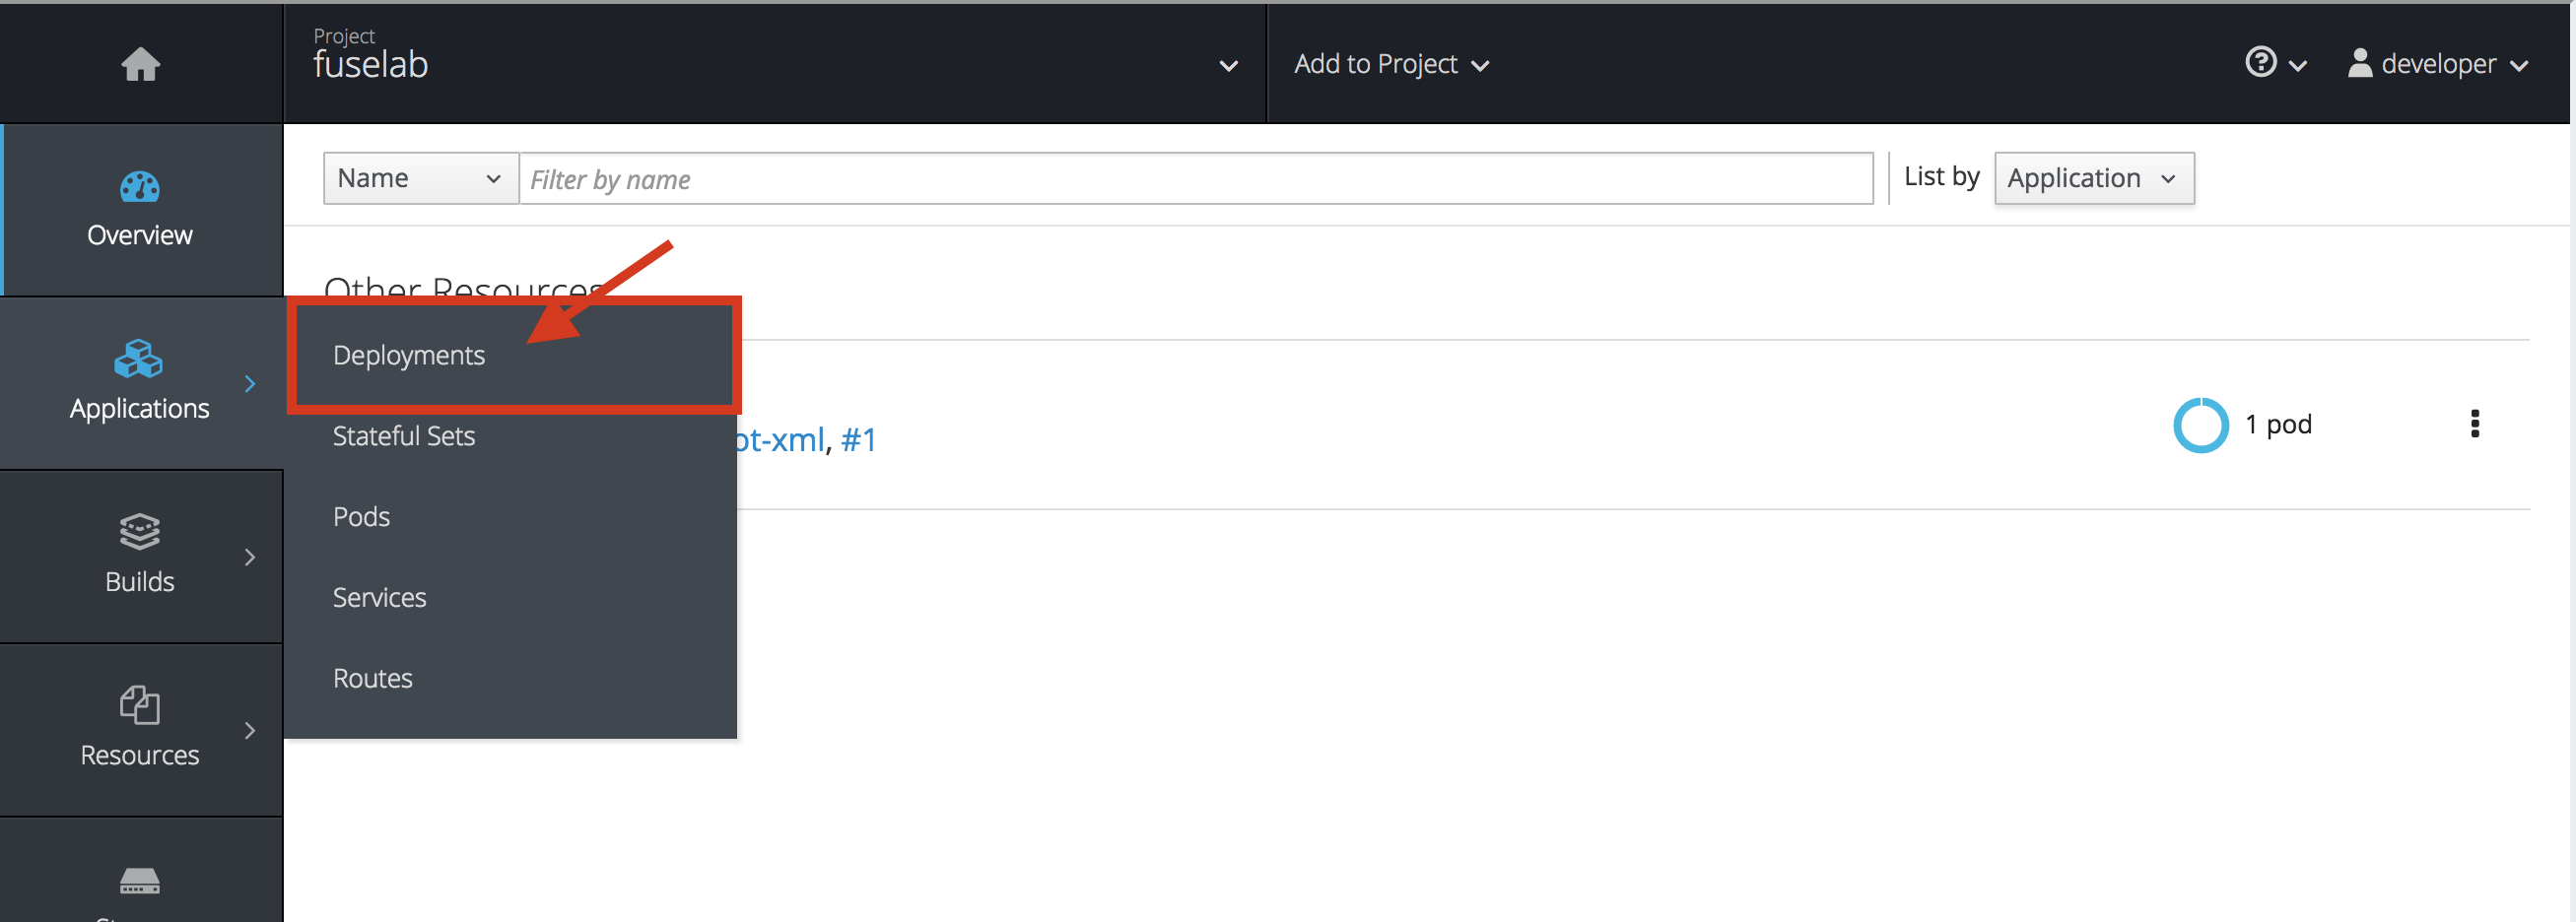 Project
fuselab
Add to Project
developer
Overview
Applications
Builds
Resources
Name
Filter by name
List by
Application
Other Resources
Deployments
Stateful Sets
Pods
Services
Routes
ot-xml, #1
1 pod